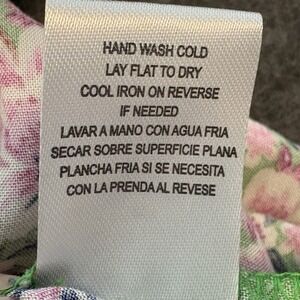 HAND WASH COLD
LAY FLAT TO DRY
COOL IRON ON REVERSE
IF NEEDED
LAVAR A MANO CON AGUA FRIA
SECAR SOBRE SUPERFICIE PLANA
PLANCHA FRIA SI SE NECESITA
CON LA PRENDA AL REVESE